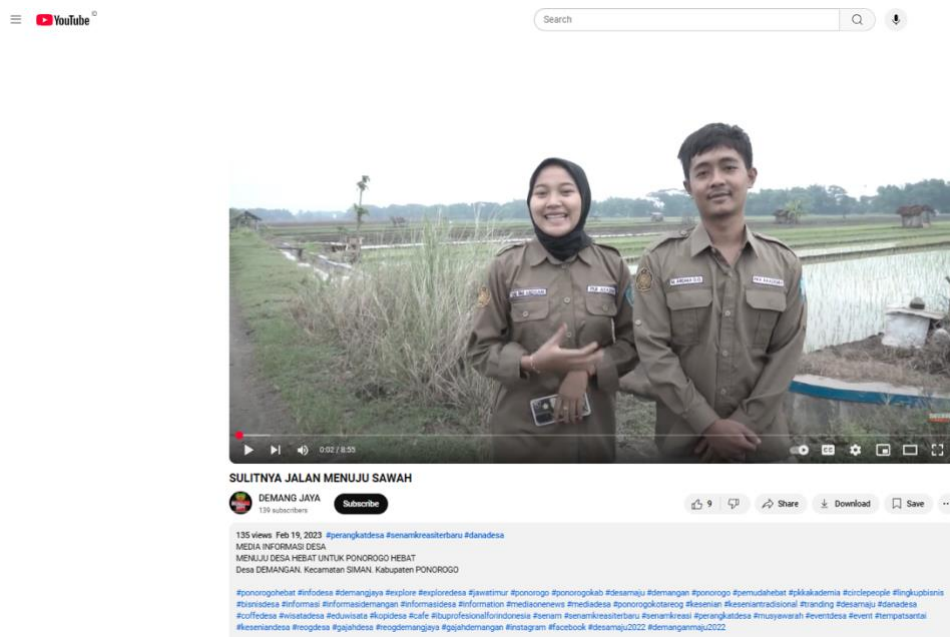 YouTube
Search
0:02 / 8:55
SULITNYA JALAN MENUJU SAWAH
DEMANG JAYA
139 subscribers
Subscribe
9
Share
Download
Save
135 views Feb 19, 2023 #perangkatdesa #senamkreasiterbaru #danadesa
MEDIA INFORMASI DESA
MENUJU DESA HEBAT UNTUK PONOROGO HEBAT
Desa DEMANGAN. Kecamatan SIMAN. Kabupaten PONOROGO
#ponorogohebat #infodesa #demangjaya #explore #exploredesa #jawatimur #ponorogo #ponorogokab #desamaju #demangan #ponorogo #pemudahebat #pkkakademia #circlepeople #lingkupbisnis
#bisnisdesa #informasi #informasidemangan #informasidesa #information #mediaonenews #mediadesa #ponorogokotareog #kesenian #keseniantradisional #tranding #desamaju #danadesa
#coffedesa #wisatadesa #eduwisata #kopidesa #cafe #ibuprofesionalforindonesia #senam #senamkreasiterbaru #senamkreasi #perangkatdesa #musyawarah #eventdesa #event #tempatsantai
#keseniandesa #reogdesa #gajahdesa #reogdemangjaya #gajahdemangan #instagram #facebook #desamaju2022 #demanganmaju2022